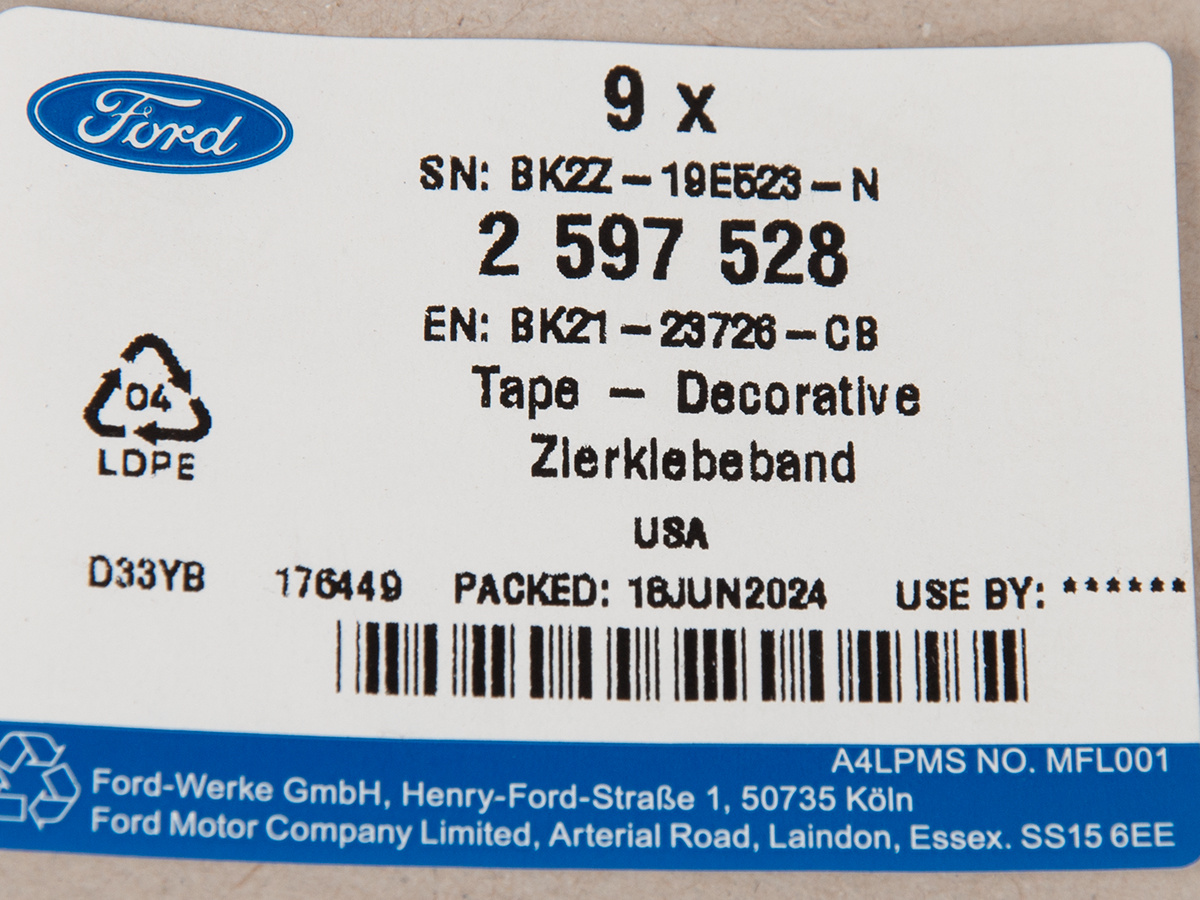 Ford
9 x
SN: BK2Z-19E523-N
2 597 528
EN: BK21-23726-CB
Tape - Decorative
Zierklebeband
04
LDPE
USA
D33YB 176449 PACKED: 18JUN2024 USE BY: ******
A4LPMS NO. MFL001
Ford-Werke GmbH, Henry-Ford-Straße 1, 50735 Köln
Ford Motor Company Limited, Arterial Road, Laindon, Essex. SS15 6EE